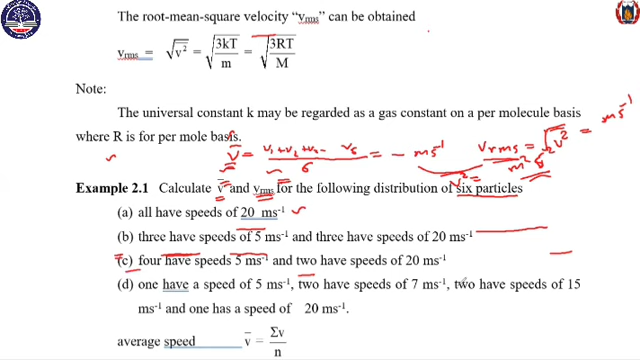 The root-mean-square velocity "vrms" can be obtained
vrms = √v² = √3kT/m = √3RT/M
Note:
The universal constant k may be regarded as a gas constant on a per molecule basis
where R is for per mole basis.
v̄ = v₁+v₂+v₃- v₆ / 6 = – ms⁻¹
vrms = √v² = ms⁻¹
v² = m² s⁻²
Example 2.1 Calculate v̄ and vrms for the following distribution of six particles
(a) all have speeds of 20 ms⁻¹
(b) three have speeds of 5 ms⁻¹ and three have speeds of 20 ms⁻¹
(c) four have speeds 5 ms⁻¹ and two have speeds of 20 ms⁻¹
(d) one have a speed of 5 ms⁻¹, two have speeds of 7 ms⁻¹, two have speeds of 15
ms⁻¹ and one has a speed of 20 ms⁻¹.
average speed v̄ = Σv/n